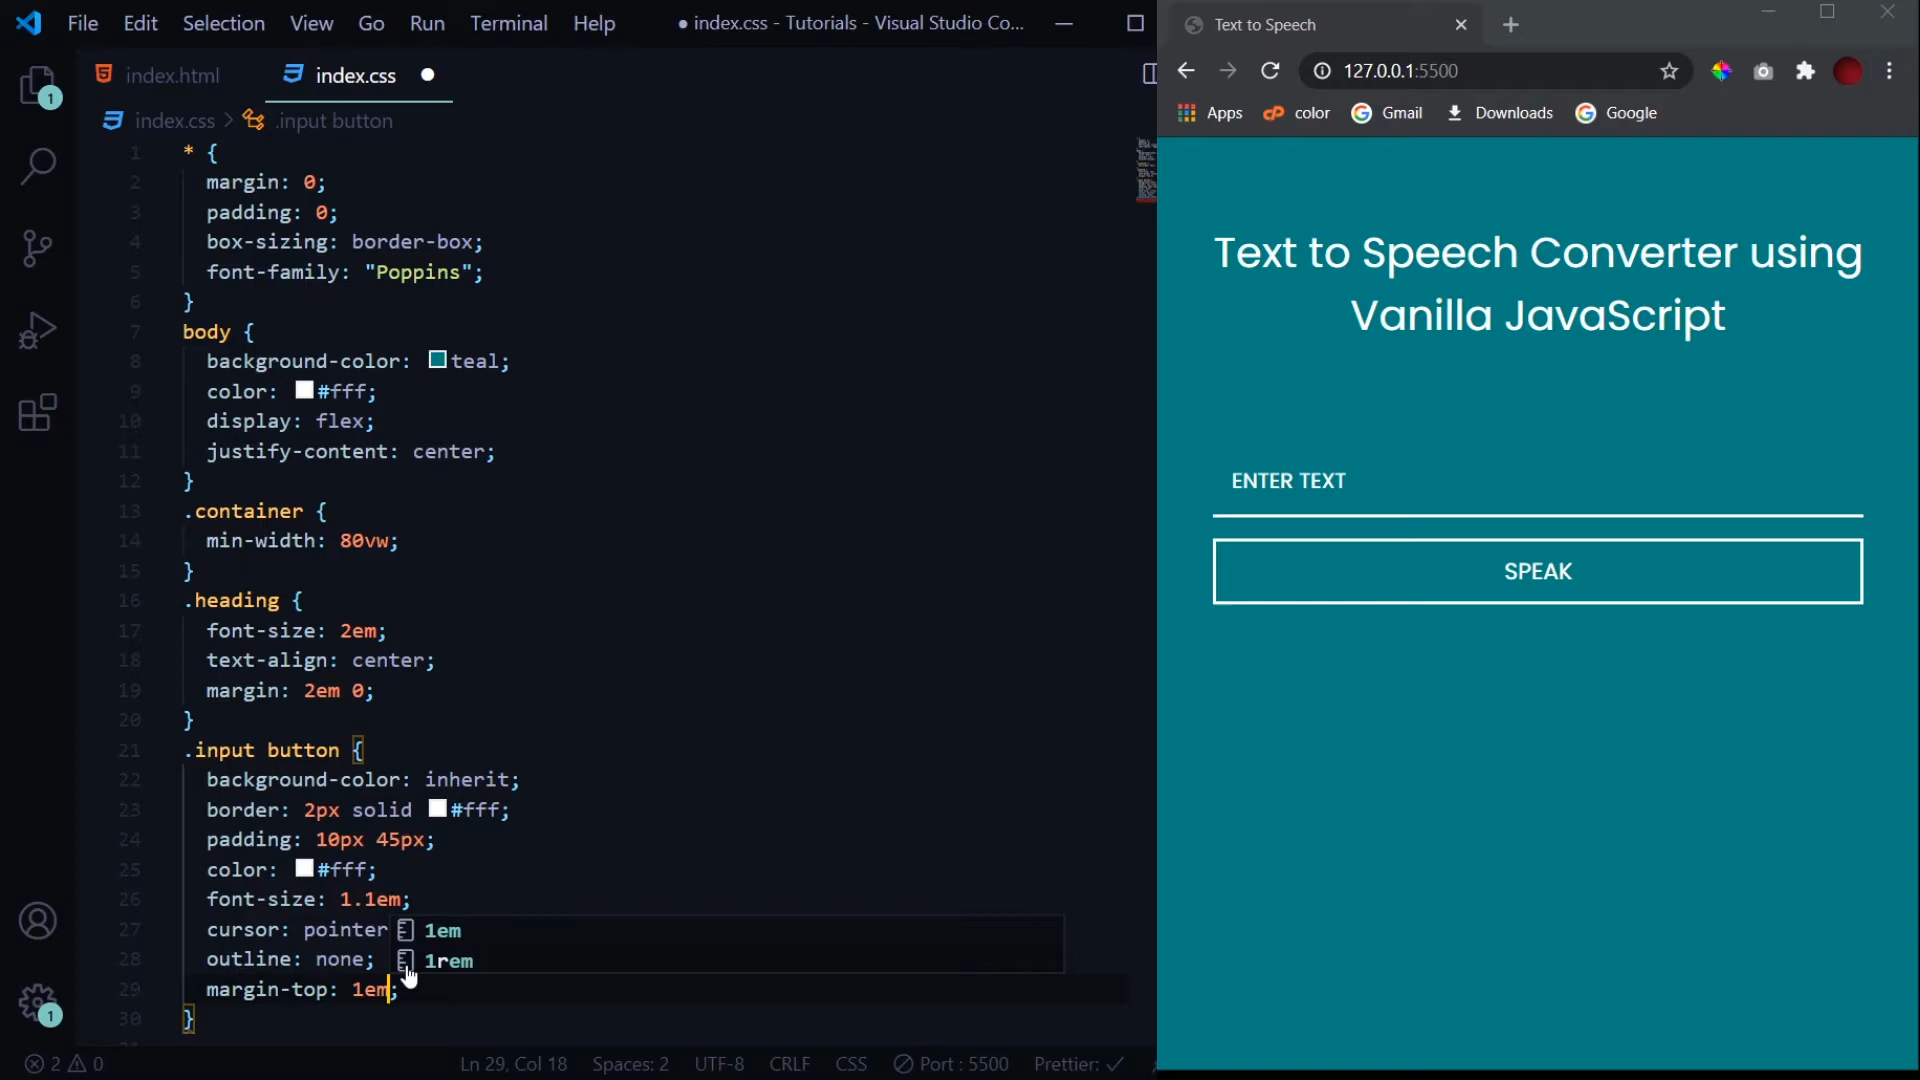 File Edit Selection View Go Run Terminal Help ● index.css - Tutorials - Visual Studio Co...
index.html index.css ●
index.css > .input button
1 * {
2 margin: 0;
3 padding: 0;
4 box-sizing: border-box;
5 font-family: "Poppins";
6 }
7 body {
8 background-color: teal;
9 color: #fff;
10 display: flex;
11 justify-content: center;
12 }
13 .container {
14 min-width: 80vw;
15 }
16 .heading {
17 font-size: 2em;
18 text-align: center;
19 margin: 2em 0;
20 }
21 .input button {
22 background-color: inherit;
23 border: 2px solid #fff;
24 padding: 10px 45px;
25 color: #fff;
26 font-size: 1.1em;
27 cursor: pointer
1em
28 outline: none;
1rem
29 margin-top: 1em;
30 }
1
1
2 0 Ln 29, Col 18 Spaces: 2 UTF-8 CRLF CSS Port : 5500 Prettier: ✓
Text to Speech
127.0.0.1:5500
Apps color Gmail Downloads Google
Text to Speech Converter using
Vanilla JavaScript
ENTER TEXT
SPEAK